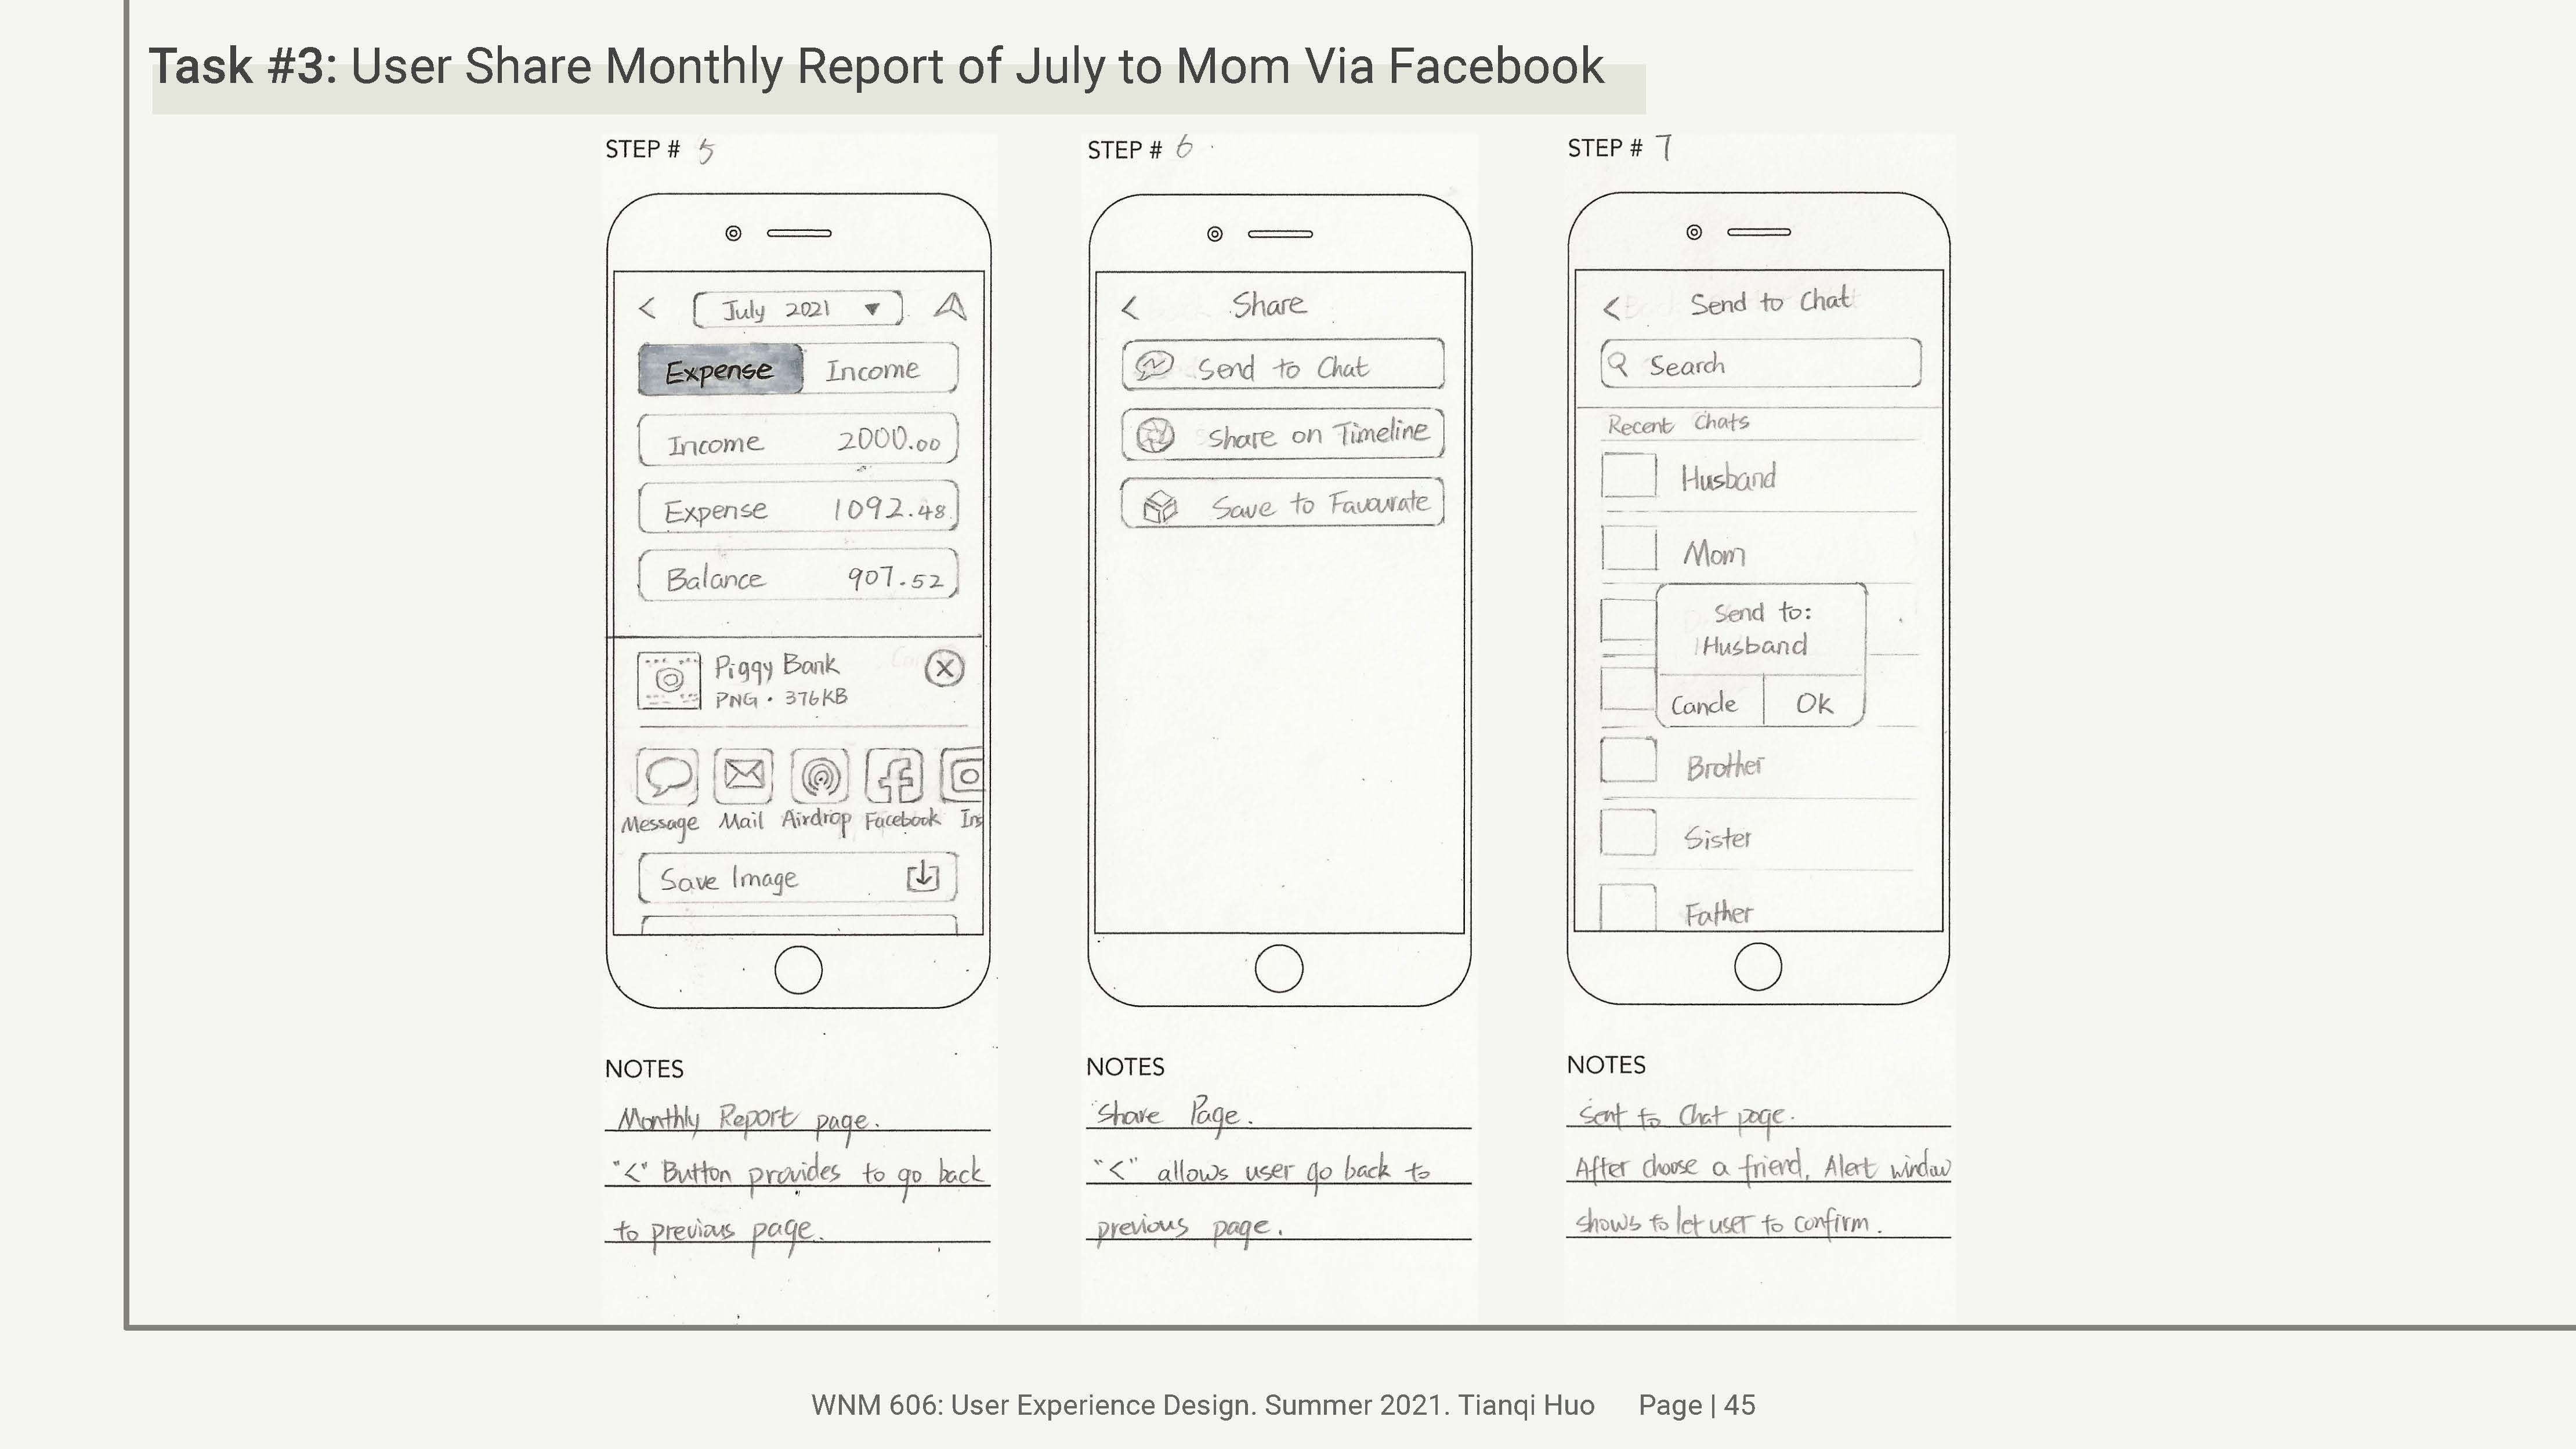 Task #3: User Share Monthly Report of July to Mom Via Facebook
STEP # 5
<
July 2021
Expense
Income
Income 2000.00
Expense 1092.48
Balance 907.52
Piggy Bank
PNG · 376KB
Message
Mail
Airdrop
Facebook
Ins
Save Image
NOTES
Monthly Report page.
"<" Button provides to go back
to previous page.
STEP # 6
<
Share
Send to Chat
Share on Timeline
Save to Favourate
NOTES
Share Page.
"<" allows user go back to
previous page.
STEP # 7
<
Send to Chat
Search
Recent Chats
Husband
Mom
Send to:
Husband
Cancle
Ok
Brother
Sister
Father
NOTES
Sent to Chat page.
After choose a friend, Alert window
shows to let user to confirm.
WNM 606: User Experience Design. Summer 2021. Tianqi Huo Page | 45